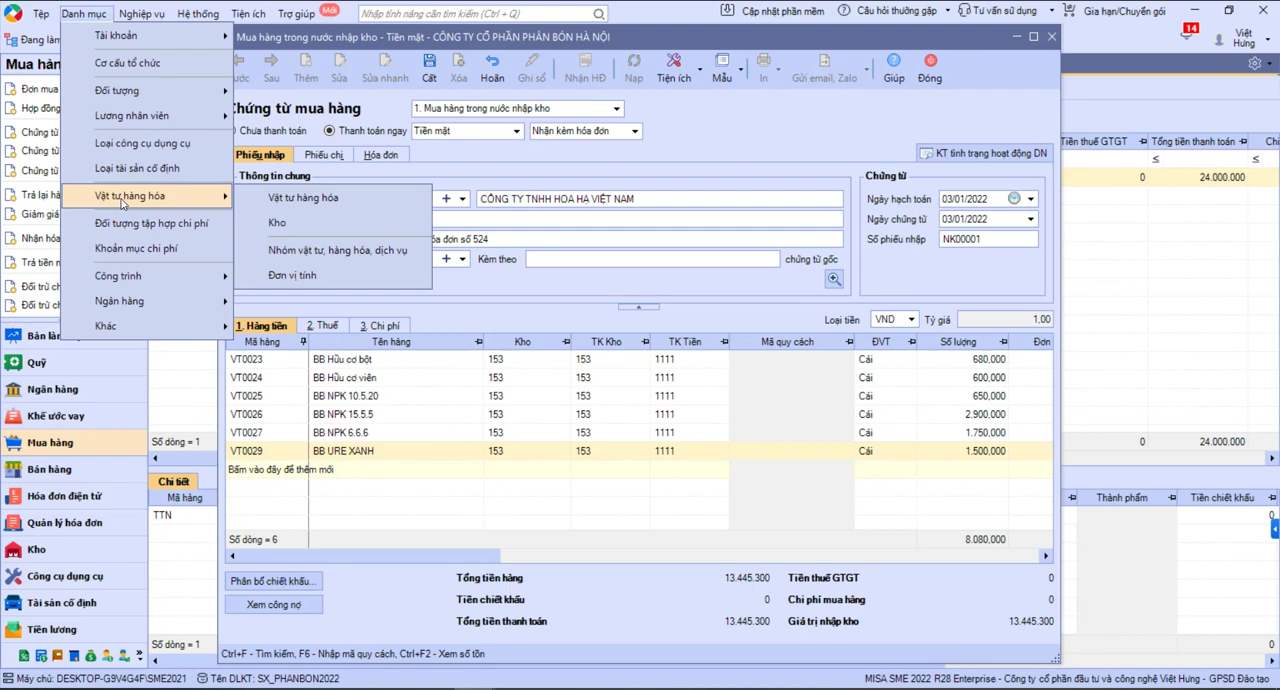 Tệp Danh mục Nghiệp vụ Hệ thống Tiện ích Trợ giúp Mới Nhập tính năng cần tìm kiếm (Ctrl + Q) Cập nhật phần mềm Câu hỏi thường gặp Tư vấn sử dụng Gia hạn/Chuyển gói
Đang làm
14
Việt Hưng
Mua hàn
Đơn mua
Hợp đồng
Chứng từ
Chứng từ
Chứng từ
Trả lại hà
Giảm giá
Nhận hóa
Trả tiền n
Đối trừ ch
Đối trừ ch
Tài khoản
Cơ cấu tổ chức
Đối tượng
Lương nhân viên
Loại công cụ dụng cụ
Loại tài sản cố định
Vật tư hàng hóa
Đối tượng tập hợp chi phí
Khoản mục chi phí
Công trình
Ngân hàng
Khác
Vật tư hàng hóa
Kho
Nhóm vật tư, hàng hóa, dịch vụ
Đơn vị tính
Mua hàng trong nước nhập kho - Tiền mặt - CÔNG TY CỔ PHẦN PHÂN BÓN HÀ NỘI
ước Sau Thêm Sửa Sửa nhanh Cất Xóa Hoãn Ghi sổ Nhận HĐ Nạp Tiện ích Mẫu In Gửi email, Zalo Giúp Đóng
Chứng từ mua hàng
1. Mua hàng trong nước nhập kho
Chưa thanh toán Thanh toán ngay Tiền mặt Nhận kèm hóa đơn
Phiếu nhập Phiếu chi Hóa đơn KT tình trạng hoạt động DN
Thông tin chung
CÔNG TY TNHH HOA HẠ VIỆT NAM
óa đơn số 524
Kèm theo chứng từ gốc
Chứng từ
Ngày hạch toán 03/01/2022
Ngày chứng từ 03/01/2022
Số phiếu nhập NK00001
1. Hàng tiền 2. Thuế 3. Chi phí
Loại tiền VND Tỷ giá 1,00
Mã hàng Tên hàng Kho TK Kho TK Tiền Mã quy cách ĐVT Số lượng Đơn
VT0023 BB Hữu cơ bột 153 153 1111 Cái 680,000
VT0024 BB Hữu cơ viên 153 153 1111 Cái 600,000
VT0025 BB NPK 10.5.20 153 153 1111 Cái 650,000
VT0026 BB NPK 15.5.5 153 153 1111 Cái 2.900,000
VT0027 BB NPK 6.6.6 153 153 1111 Cái 1.750,000
VT0029 BB URE XANH 153 153 1111 Cái 1.500,000
Bấm vào đây để thêm mới
Số dòng = 6 8.080,000
Phân bổ chiết khấu...
Xem công nợ
Tổng tiền hàng 13.445.300 Tiền thuế GTGT 0
Tiền chiết khấu 0 Chi phí mua hàng 0
Tổng tiền thanh toán 13.445.300 Giá trị nhập kho 13.445.300
Ctrl+F - Tìm kiếm, F6 - Nhập mã quy cách, Ctrl+F2 - Xem số tồn
Tiền thuế GTGT Tổng tiền thanh toán Chi
≤ ≤
0 24.000.000
0 24.000.000
Thành phẩm Tiền chiết khấu
0
0
Bàn làm
Quỹ
Ngân hàng
Khế ước vay
Mua hàng
Bán hàng
Hóa đơn điện tử
Quản lý hóa đơn
Kho
Công cụ dụng cụ
Tài sản cố định
Tiền lương
Số dòng = 1
Chi tiết
Mã hàng
TTN
Số dòng = 1
Máy chủ: DESKTOP-G9V4G4F\SME2021 Tên DLKT: SX_PHANBON2022 MISA SME 2022 R28 Enterprise - Công ty cổ phần đầu tư và công nghệ Việt Hưng - GPSD Đào tạo